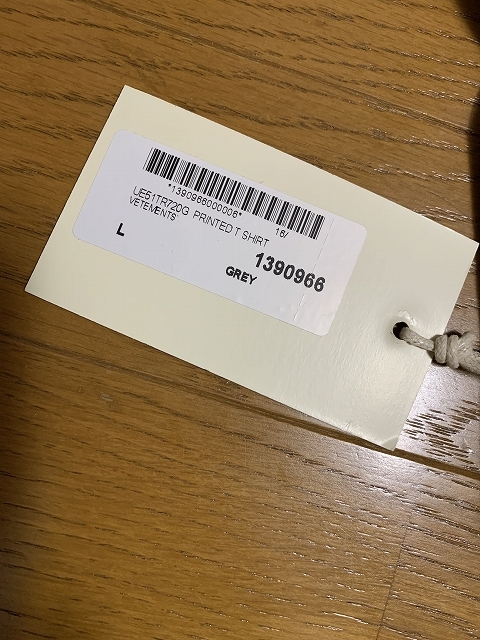 *1390966000006*
16/
UE51TR720G PRINTED T SHIRT
VETEMENTS
L
1390966
GREY